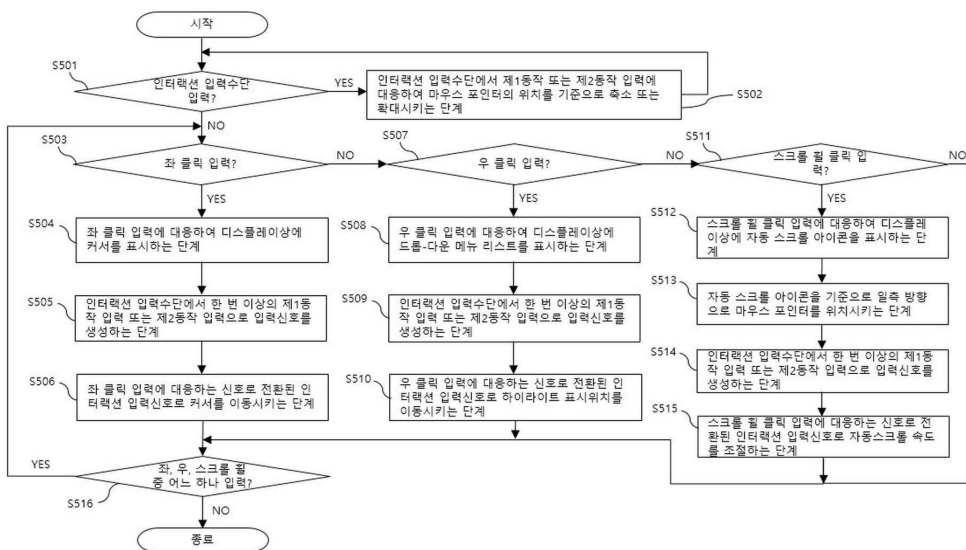 시작
S501
인터랙션 입력수단
입력?
YES
인터랙션 입력수단에서 제1동작 또는 제2동작 입력에
대응하여 마우스 포인터의 위치를 기준으로 축소 또는
확대시키는 단계
S502
NO
S503
좌 클릭 입력?
NO
S507
우 클릭 입력?
NO
S511
스크롤 휠 클릭 입
력?
NO
YES
YES
YES
S504
좌 클릭 입력에 대응하여 디스플레이상에
커서를 표시하는 단계
S508
우 클릭 입력에 대응하여 디스플레이상에
드롭-다운 메뉴 리스트를 표시하는 단계
S512
스크롤 휠 클릭 입력에 대응하여 디스플레
이상에 자동 스크롤 아이콘을 표시하는 단
계
S505
인터랙션 입력수단에서 한 번 이상의 제1동
작 입력 또는 제2동작 입력으로 입력신호를
생성하는 단계
S509
인터랙션 입력수단에서 한 번 이상의 제1동
작 입력 또는 제2동작 입력으로 입력신호를
생성하는 단계
S513
자동 스크롤 아이콘을 기준으로 일측 방향
으로 마우스 포인터를 위치시키는 단계
S514
인터랙션 입력수단에서 한 번 이상의 제1동
작 입력 또는 제2동작 입력으로 입력신호를
생성하는 단계
S506
좌 클릭 입력에 대응하는 신호로 전환된 인
터랙션 입력신호로 커서를 이동시키는 단계
S510
우 클릭 입력에 대응하는 신호로 전환된 인
터랙션 입력신호로 하이라이트 표시위치를
이동시키는 단계
S515
스크롤 휠 클릭 입력에 대응하는 신호로 전
환된 인터랙션 입력신호로 자동스크롤 속도
를 조절하는 단계
YES
좌, 우, 스크롤 휠
중 어느 하나 입력?
S516
NO
종료